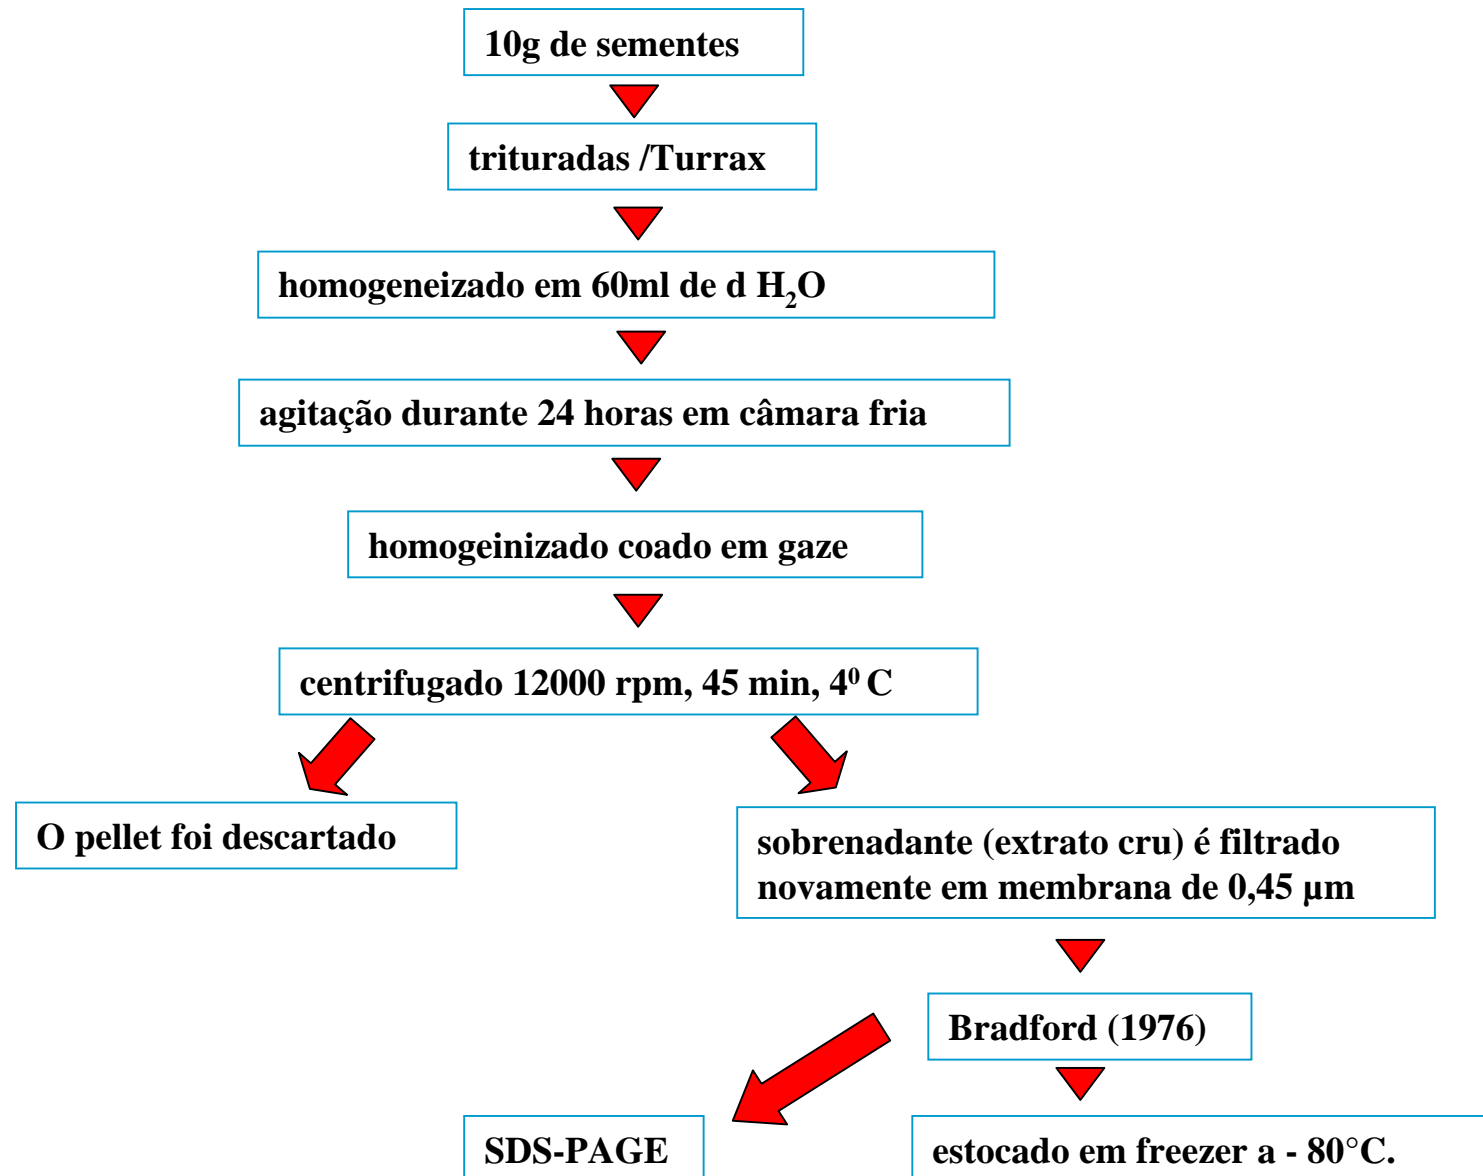 10g de sementes
trituradas /Turrax
homogeneizado em 60ml de d H₂O
agitação durante 24 horas em câmara fria
homogeinizado coado em gaze
centrifugado 12000 rpm, 45 min, 4⁰ C
O pellet foi descartado
sobrenadante (extrato cru) é filtrado
novamente em membrana de 0,45 µm
Bradford (1976)
SDS-PAGE
estocado em freezer a - 80°C.